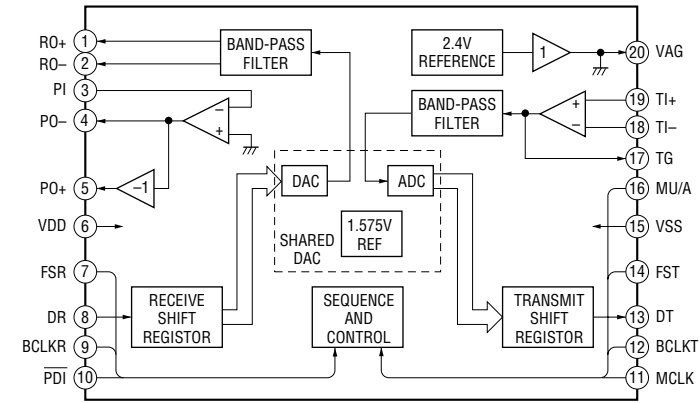 RO+ 1
RO– 2
PI 3
PO– 4
PO+ 5
VDD 6
FSR 7
DR 8
BCLKR 9
PDI 10
BAND-PASS
FILTER
–
+
–1
2.4V
REFERENCE
1
BAND-PASS
FILTER
+
–
DAC
ADC
SHARED
DAC
1.575V
REF
RECEIVE
SHIFT
REGISTOR
SEQUENCE
AND
CONTROL
TRANSMIT
SHIFT
REGISTOR
20 VAG
19 TI+
18 TI–
17 TG
16 MU/A
15 VSS
14 FST
13 DT
12 BCLKT
11 MCLK